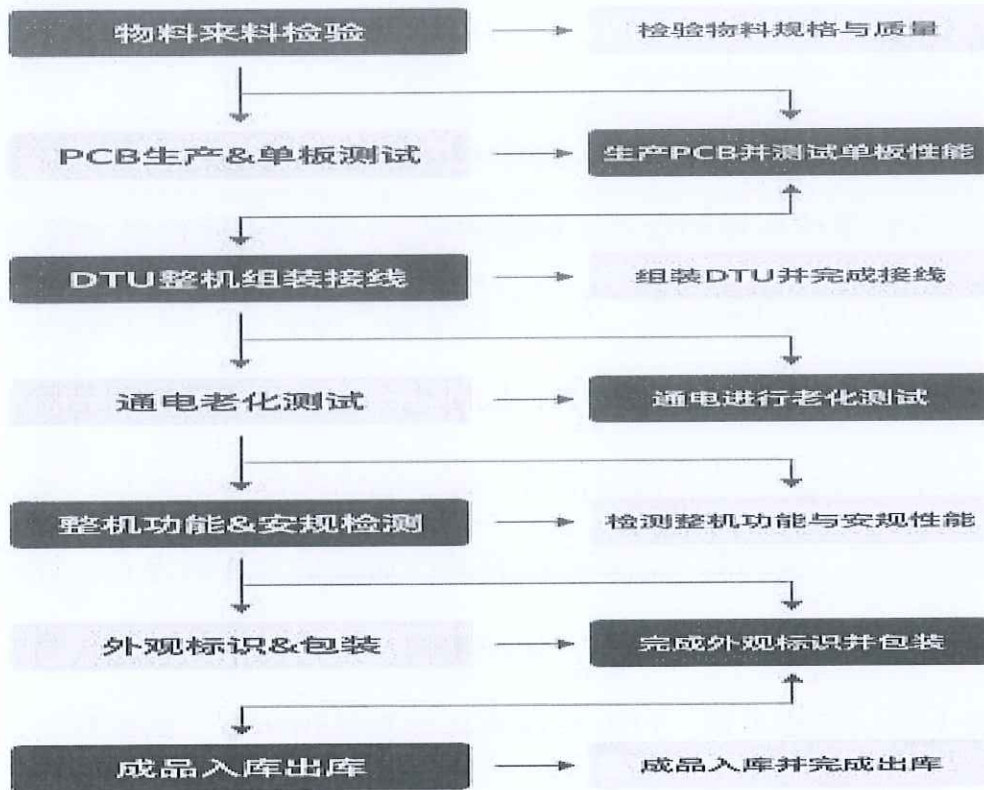 物料来料检验
检验物料规格与质量
PCB生产&单板测试
生产PCB并测试单板性能
DTU整机组装接线
组装DTU并完成接线
通电老化测试
通电进行老化测试
整机功能&安规检测
检测整机功能与安规性能
外观标识&包装
完成外观标识并包装
成品入库出库
成品入库并完成出库